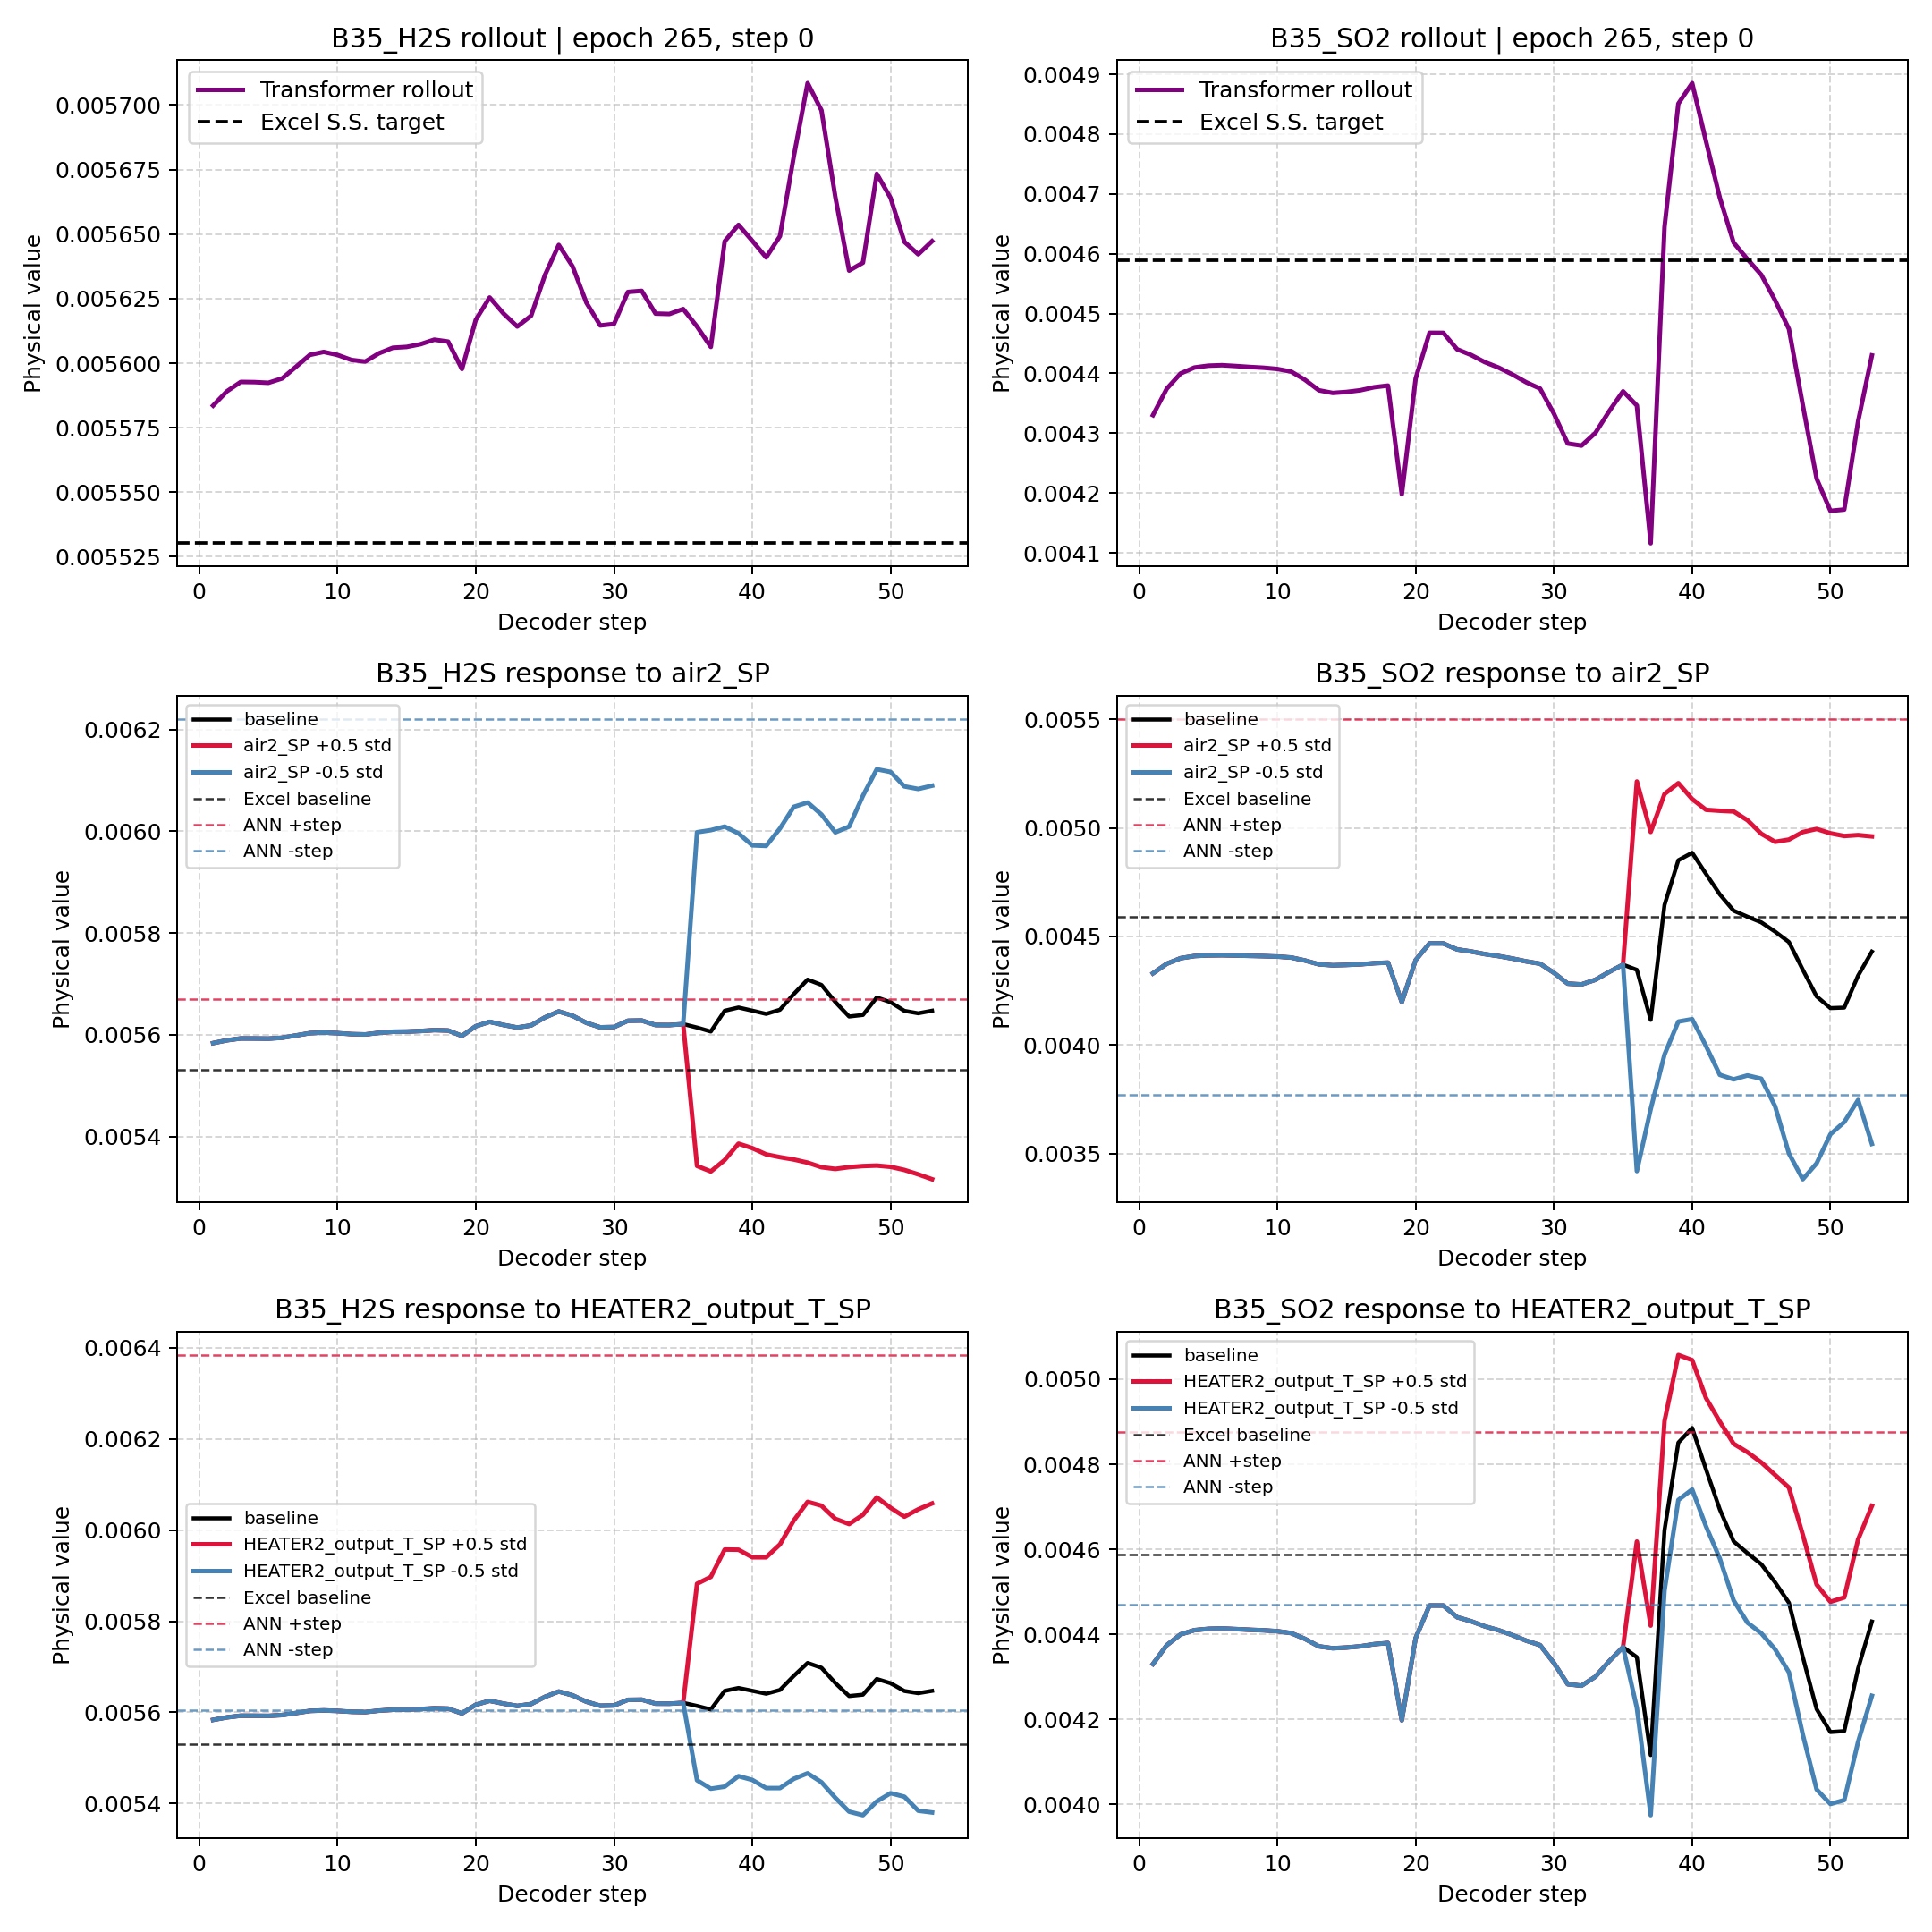 B35_H2S rollout | epoch 265, step 0
Physical value
0.005700
0.005675
0.005650
0.005625
0.005600
0.005575
0.005550
0.005525
Transformer rollout
Excel S.S. target
0 10 20 30 40 50
Decoder step
B35_SO2 rollout | epoch 265, step 0
Physical value
0.0049
0.0048
0.0047
0.0046
0.0045
0.0044
0.0043
0.0042
0.0041
Transformer rollout
Excel S.S. target
0 10 20 30 40 50
Decoder step
B35_H2S response to air2_SP
Physical value
0.0062
0.0060
0.0058
0.0056
0.0054
baseline
air2_SP +0.5 std
air2_SP -0.5 std
Excel baseline
ANN +step
ANN -step
0 10 20 30 40 50
Decoder step
B35_SO2 response to air2_SP
Physical value
0.0055
0.0050
0.0045
0.0040
0.0035
baseline
air2_SP +0.5 std
air2_SP -0.5 std
Excel baseline
ANN +step
ANN -step
0 10 20 30 40 50
Decoder step
B35_H2S response to HEATER2_output_T_SP
Physical value
0.0064
0.0062
0.0060
0.0058
0.0056
0.0054
baseline
HEATER2_output_T_SP +0.5 std
HEATER2_output_T_SP -0.5 std
Excel baseline
ANN +step
ANN -step
0 10 20 30 40 50
Decoder step
B35_SO2 response to HEATER2_output_T_SP
Physical value
0.0050
0.0048
0.0046
0.0044
0.0042
0.0040
baseline
HEATER2_output_T_SP +0.5 std
HEATER2_output_T_SP -0.5 std
Excel baseline
ANN +step
ANN -step
0 10 20 30 40 50
Decoder step